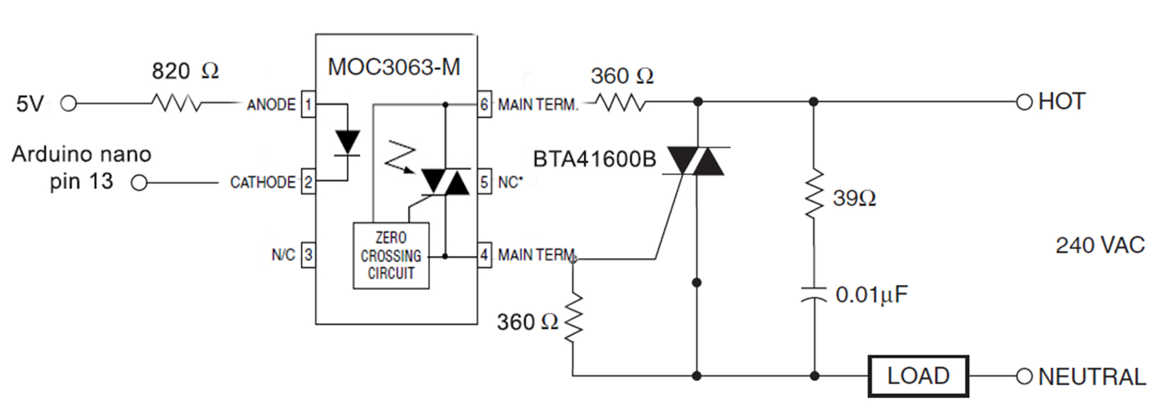 820 Ω
MOC3063-M
360 Ω
5V
ANODE
1
6
MAIN TERM.
HOT
Arduino nano
pin 13
CATHODE
2
5
NC*
BTA41600B
39Ω
N/C
3
ZERO
CROSSING
CIRCUIT
4
MAIN TERM.
240 VAC
0.01µF
360 Ω
LOAD
NEUTRAL